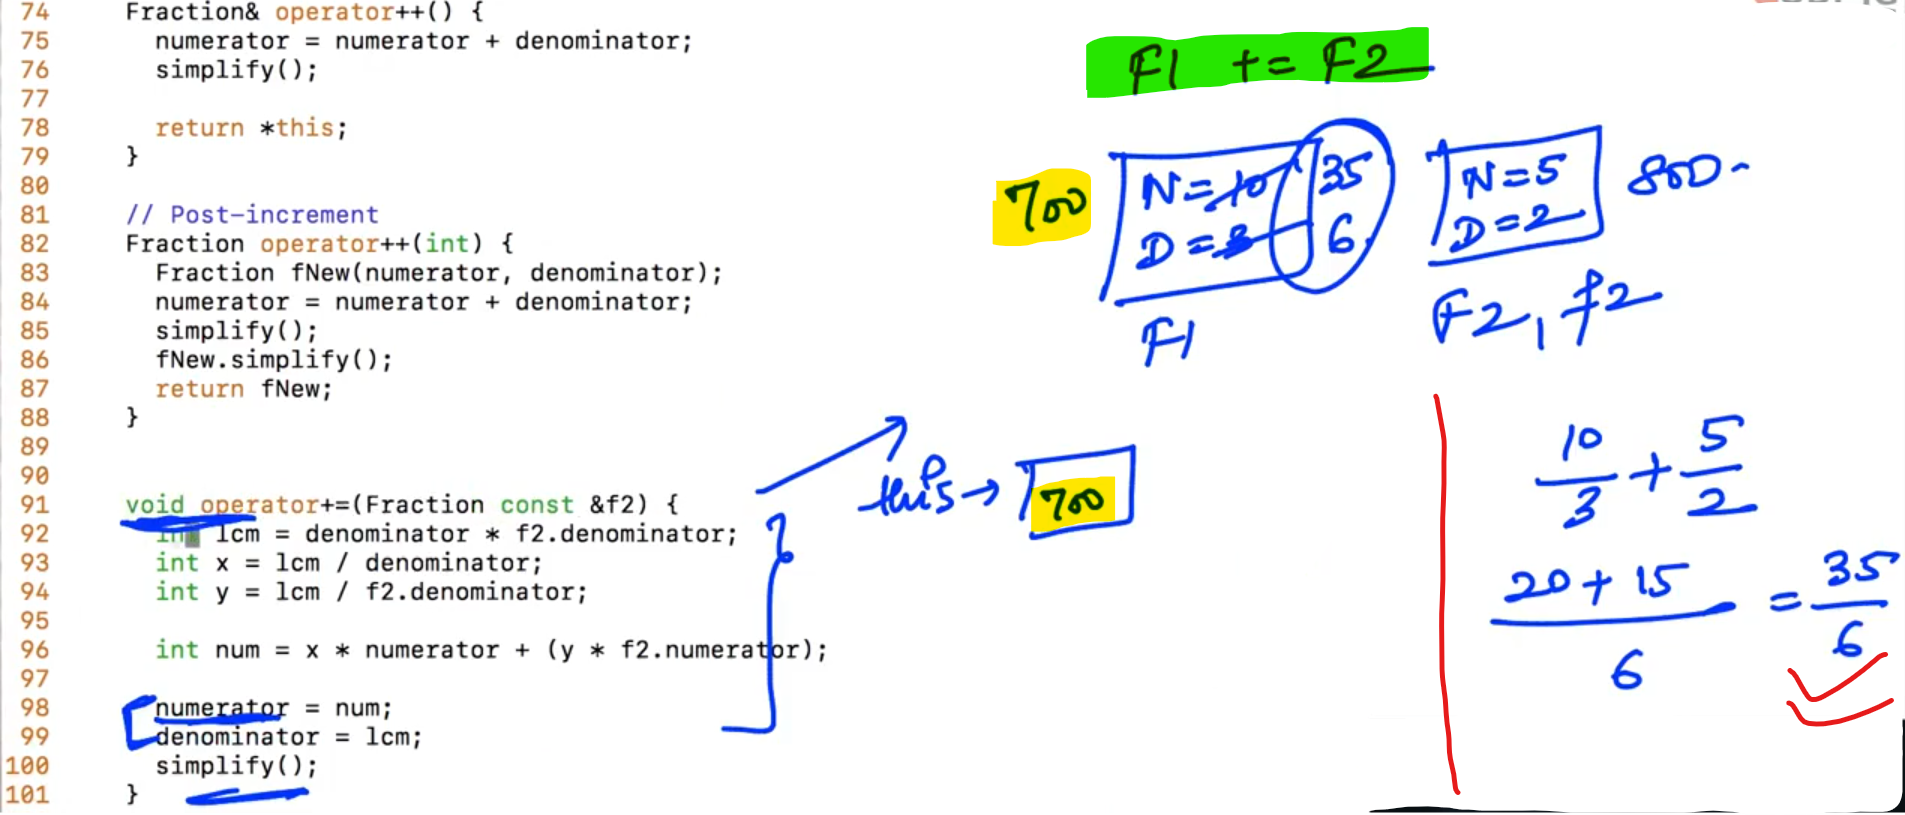 74 Fraction& operator++() {
75 numerator = numerator + denominator;
76 simplify();
77
78 return *this;
79 }
80
81 // Post-increment
82 Fraction operator++(int) {
83 Fraction fNew(numerator, denominator);
84 numerator = numerator + denominator;
85 simplify();
86 fNew.simplify();
87 return fNew;
88 }
89
90
91 void operator+=(Fraction const &f2) {
92 int lcm = denominator * f2.denominator;
93 int x = lcm / denominator;
94 int y = lcm / f2.denominator;
95
96 int num = x * numerator + (y * f2.numerator);
97
98 numerator = num;
99 denominator = lcm;
100 simplify();
101 }
F1 += F2
700
N=10 35
D=3 6
F1
N=5
D=2
800
F2, f2
this → 700
10/3 + 5/2
20+15/6 = 35/6